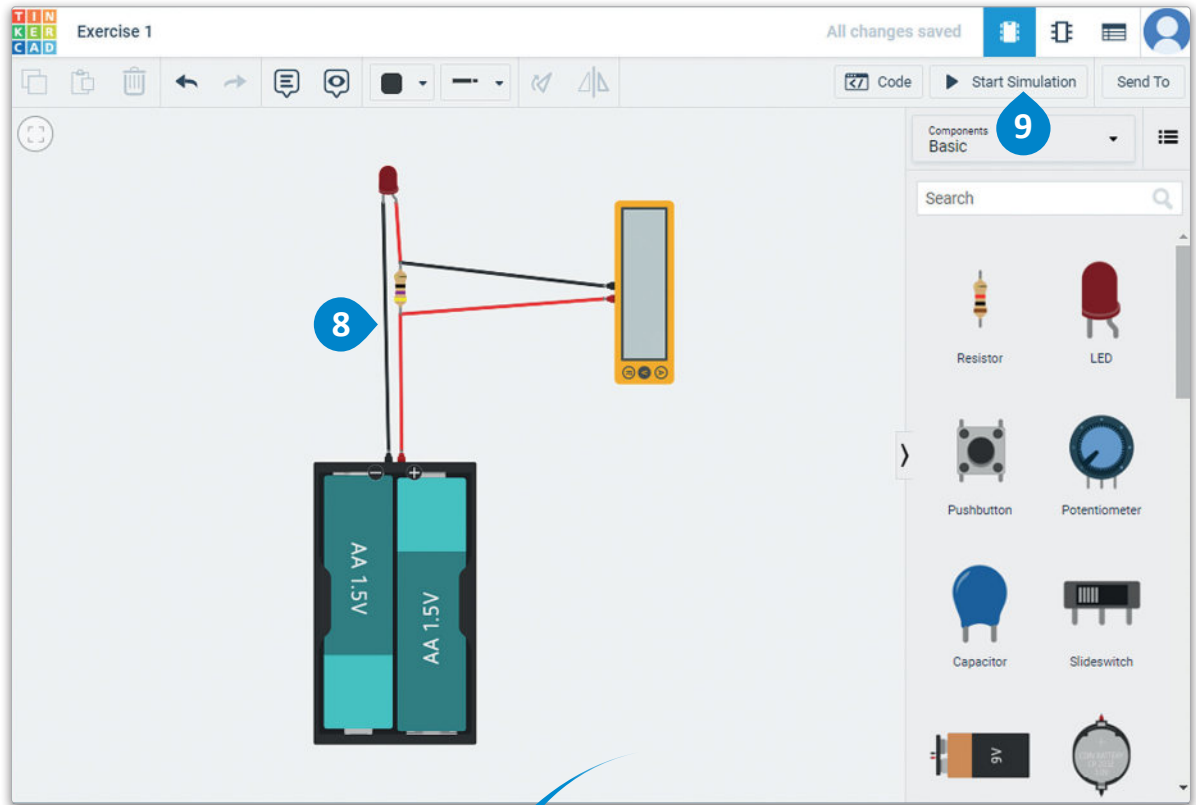 TIN
KER
CAD
Exercise 1
All changes saved
Code
Start Simulation
Send To
9
Components
Basic
Search
8
Resistor
LED
Pushbutton
Potentiometer
AA 1.5V
AA 1.5V
Capacitor
Slideswitch
9V